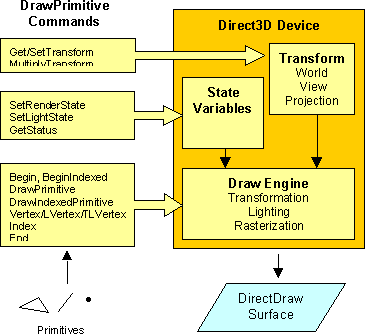 DrawPrimitive
Commands
Direct3D Device
Get/SetTransform
MultiplyTransform
Transform
World
View
Projection
SetRenderState
SetLightState
GetStatus
State
Variables
Begin, BeginIndexed
DrawPrimitive
DrawIndexedPrimitive
Vertex/LVertex/TLVertex
Index
End
Draw Engine
Transformation
Lighting
Rasterization
DirectDraw
Surface
Primitives